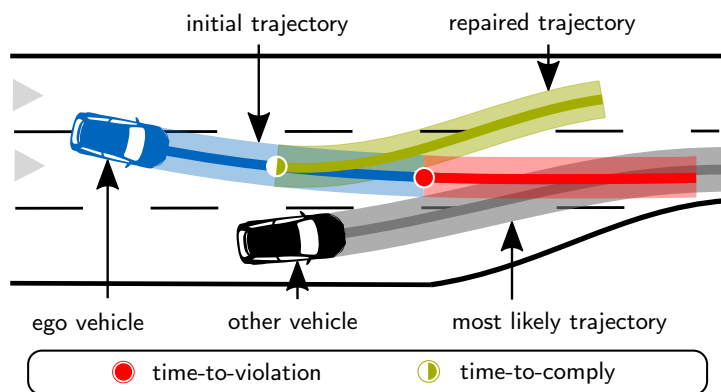 initial trajectory
repaired trajectory
ego vehicle
other vehicle
most likely trajectory
time-to-violation
time-to-comply